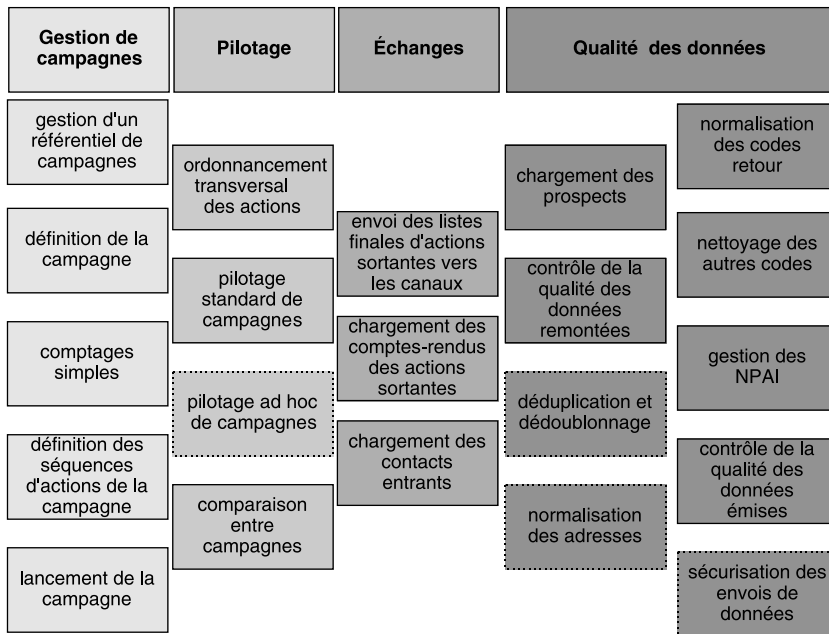 Gestion de
campagnes
Pilotage
Échanges
Qualité des données
gestion d'un
référentiel de
campagnes
définition de la
campagne
comptages
simples
définition des
séquences
d'actions de la
campagne
lancement de la
campagne
ordonnancement
transversal
des actions
pilotage
standard de
campagnes
pilotage ad hoc
de campagnes
comparaison
entre
campagnes
envoi des listes
finales d'actions
sortantes vers
les canaux
chargement des
comptes-rendus
des actions
sortantes
chargement des
contacts
entrants
chargement des
prospects
contrôle de la
qualité des
données
remontées
déduplication et
dédoublonnage
normalisation
des adresses
normalisation
des codes
retour
nettoyage des
autres codes
gestion des
NPAI
contrôle de la
qualité des
données
émises
sécurisation des
envois de
données